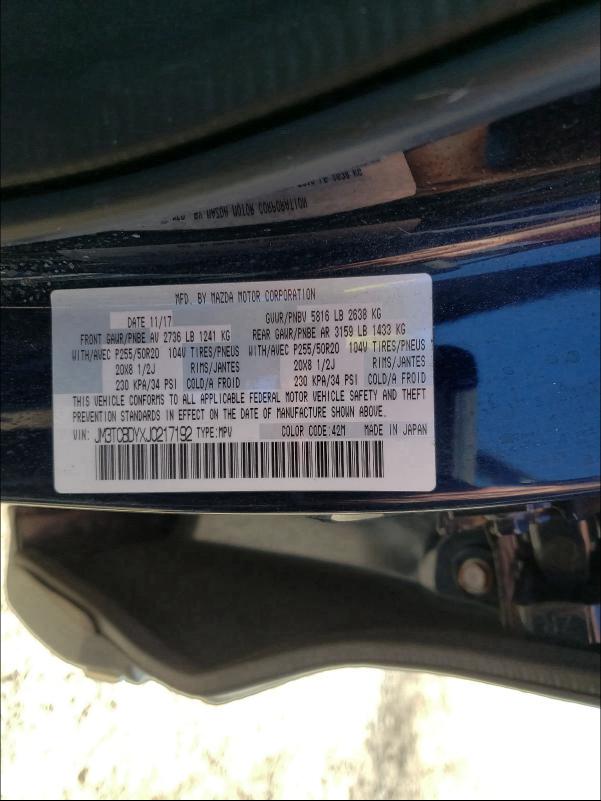 MFD. BY MAZDA MOTOR CORPORATION
DATE 11/17 GVWR/PNBV 5816 LB 2638 KG
FRONT GAWR/PNBE AV 2736 LB 1241 KG REAR GAWR/PNBE AR 3159 LB 1433 KG
WITH/AVEC P255/50R20 104V TIRES/PNEUS WITH/AVEC P255/50R20 104V TIRES/PNEUS
20X8 1/2J RIMS/JANTES 20X8 1/2J RIMS/JANTES
230 KPA/34 PSI COLD/A FROID 230 KPA/34 PSI COLD/A FROID
THIS VEHICLE CONFORMS TO ALL APPLICABLE FEDERAL MOTOR VEHICLE SAFETY AND THEFT
PREVENTION STANDARDS IN EFFECT ON THE DATE OF MANUFACTURE SHOWN ABOVE.
VIN: JM3TCBDYXJ0217192 TYPE:MPV COLOR CODE:42M MADE IN JAPAN